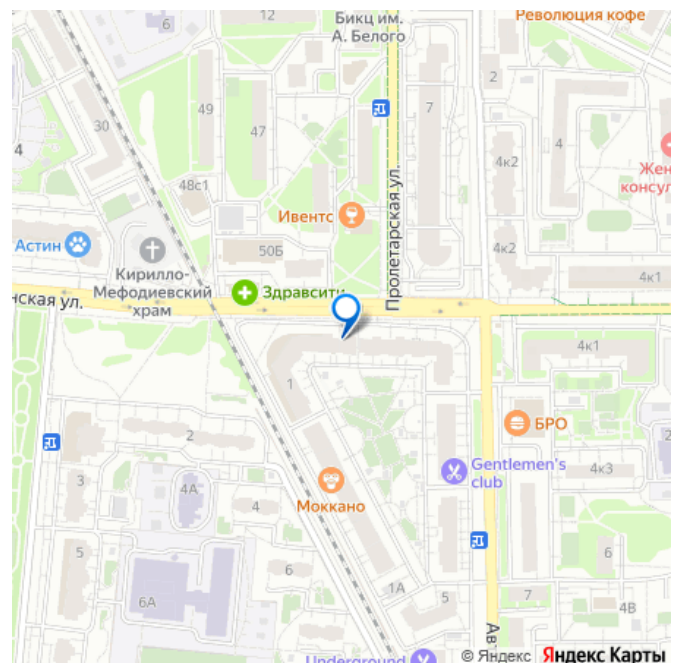 12
Бикц им.
А. Белого
Революция кофе
6
2
30
49
47
7
4
4
4к2
Жен
консул
48с1
Ивентс
Пролетарская ул.
Астин
50Б
4к2
Кирилло-
Мефодиевский
храм
Здравсити
4к1
нская ул.
1
4к1
БРО
2
2
3
Gentlemen's
club
4к3
4А
Моккано
4
5
6
6
6А
1А
5
7
4В
Underground
Ав
© Яндекс Яндекс Карты